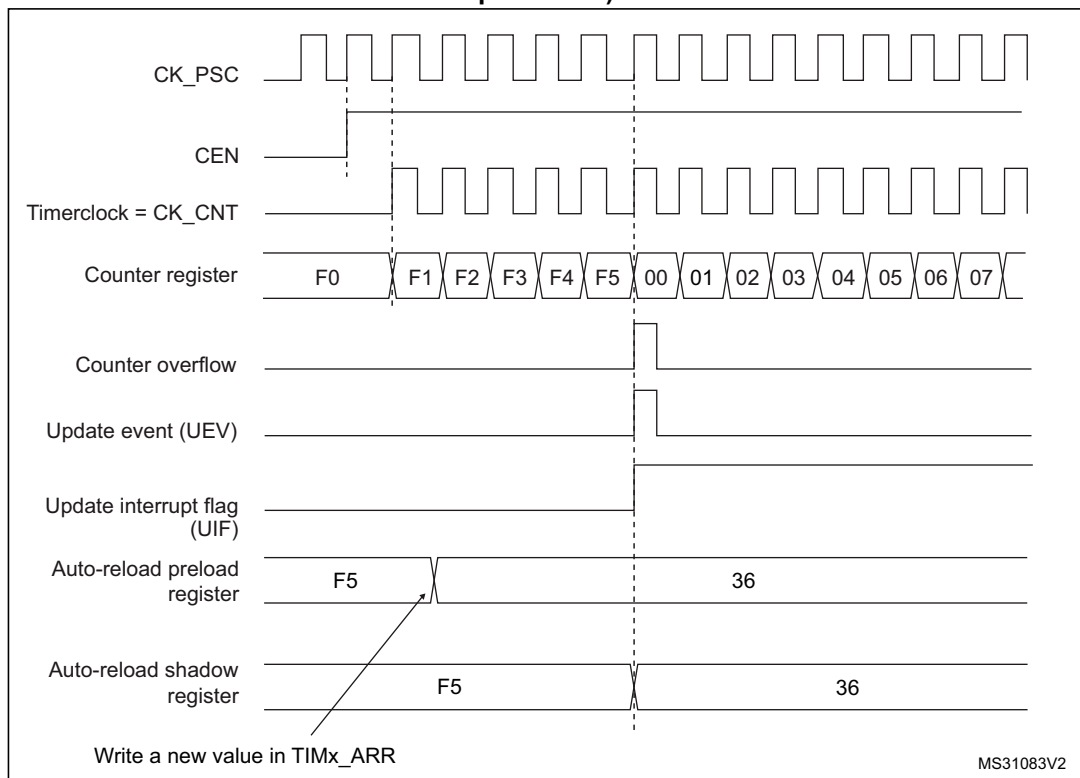 CK_PSC
CEN
Timerclock = CK_CNT
Counter register
F0 F1 F2 F3 F4 F5 00 01 02 03 04 05 06 07
Counter overflow
Update event (UEV)
Update interrupt flag
(UIF)
Auto-reload preload
register
F5 36
Auto-reload shadow
register
F5 36
Write a new value in TIMx_ARR
MS31083V2